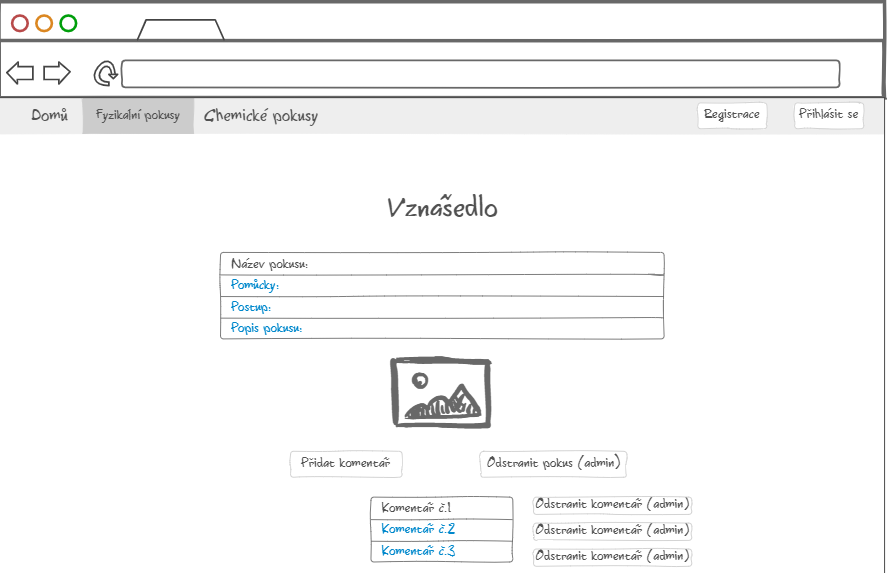 Domů Fyzikální pokusy Chemické pokusy Registrace Přihlásit se
Vznášedlo
Název pokusu:
Pomůcky:
Postup:
Popis pokusu:
Přidat komentář Odstranit pokus (admin)
Komentář č.1 Odstranit komentář (admin)
Komentář č.2 Odstranit komentář (admin)
Komentář č.3 Odstranit komentář (admin)